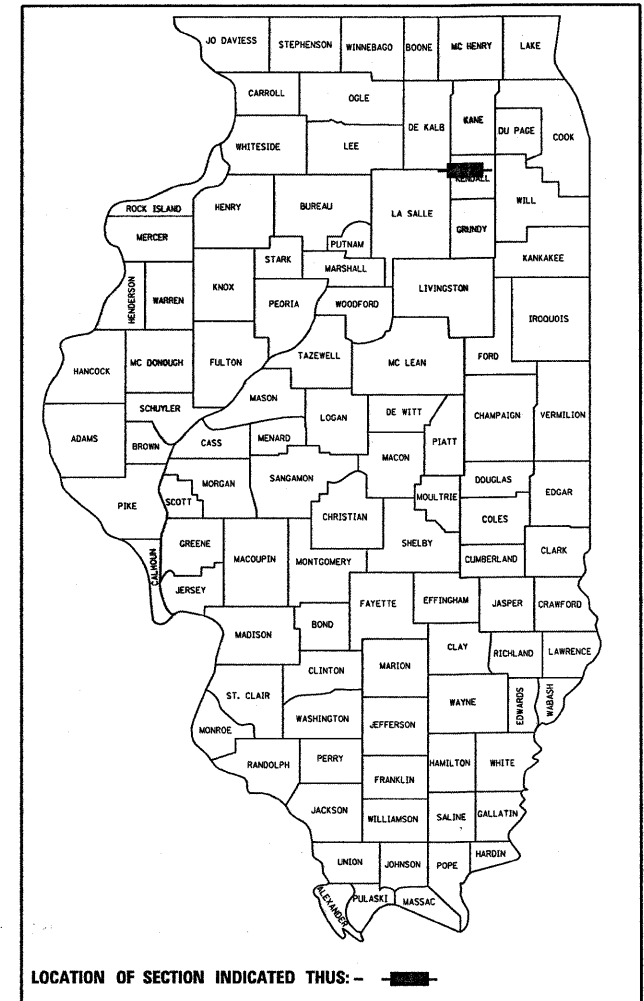 JO DAVIESS STEPHENSON WINNEBAGO BOONE MC HENRY LAKE
CARROLL OGLE DE KALB KANE DU PAGE COOK
WHITESIDE LEE KENDALL WILL
ROCK ISLAND HENRY BUREAU LA SALLE GRUNDY
MERCER PUTNAM KANKAKEE
STARK MARSHALL LIVINGSTON
HENDERSON WARREN KNOX PEORIA WOODFORD IROQUOIS
HANCOCK MC DONOUGH FULTON TAZEWELL MC LEAN FORD
SCHUYLER MASON LOGAN DE WITT CHAMPAIGN VERMILION
ADAMS BROWN CASS MENARD MACON PIATT
PIKE SCOTT MORGAN SANGAMON MOULTRIE DOUGLAS EDGAR
CHRISTIAN COLES
CALHOUN GREENE MACOUPIN MONTGOMERY SHELBY CUMBERLAND CLARK
JERSEY FAYETTE EFFINGHAM JASPER CRAWFORD
MADISON BOND
CLINTON MARION CLAY RICHLAND LAWRENCE
ST. CLAIR WASHINGTON JEFFERSON WAYNE EDWARDS WABASH
MONROE
RANDOLPH PERRY FRANKLIN HAMILTON WHITE
JACKSON WILLIAMSON SALINE GALLATIN
UNION JOHNSON POPE HARDIN
ALEXANDER PULASKI MASSAC
LOCATION OF SECTION INDICATED THUS: –